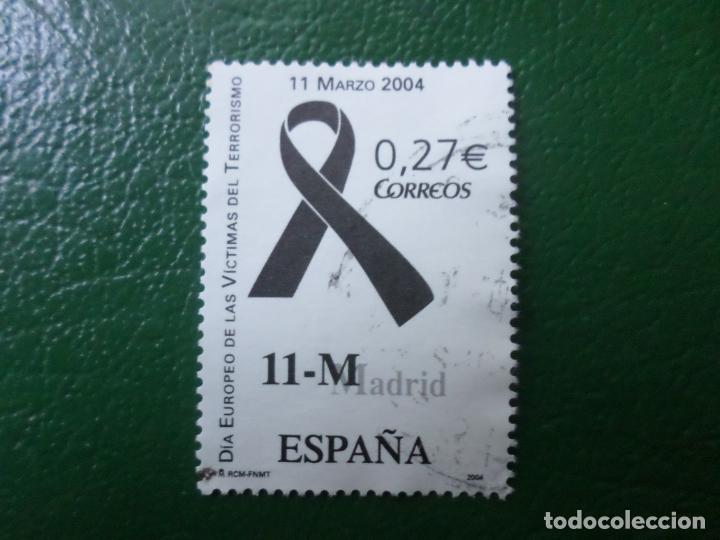 11 MARZO 2004
DÍA EUROPEO DE LAS VÍCTIMAS DEL TERRORISMO
0,27€
CORREOS
11-M
Madrid
ESPAÑA
RCM-FNMT
2004
todocoleccion.net